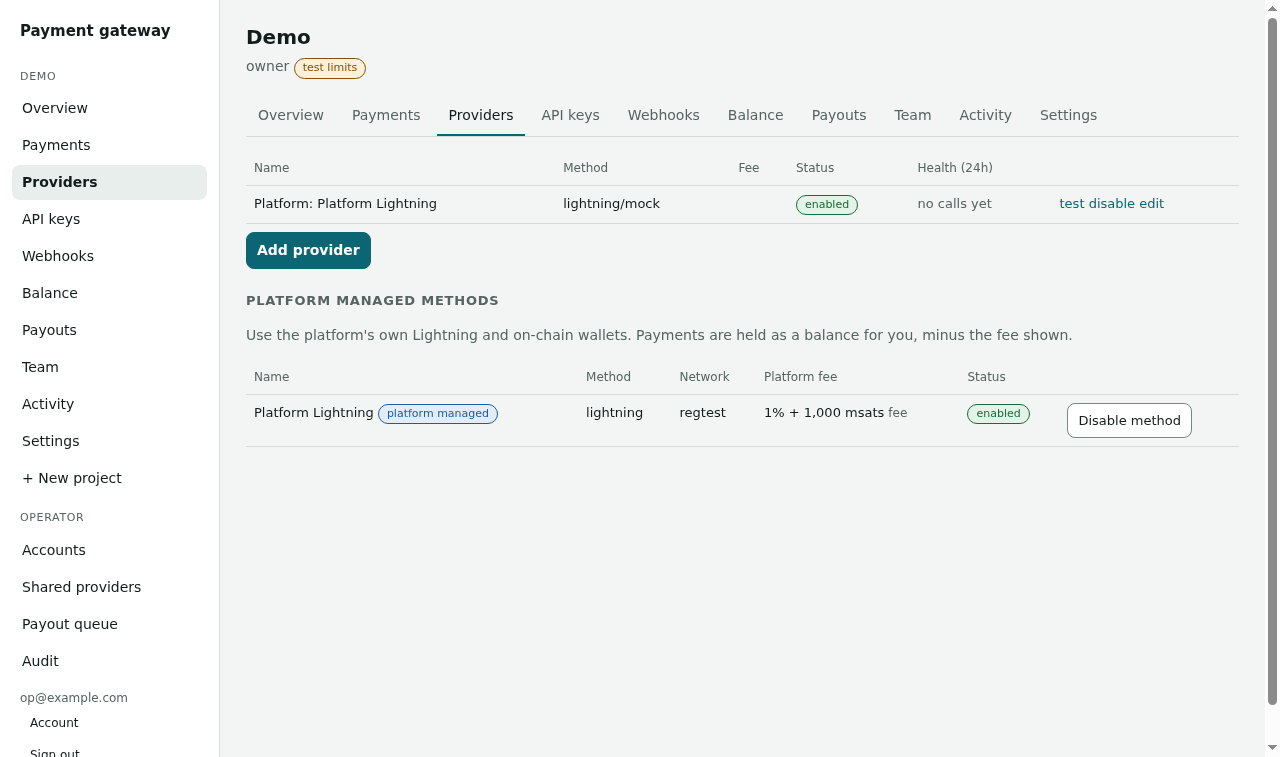 Payment gateway
DEMO
Overview
Payments
Providers
API keys
Webhooks
Balance
Payouts
Team
Activity
Settings
+ New project
OPERATOR
Accounts
Shared providers
Payout queue
Audit
op@example.com
Account
Sign out
Demo
owner test limits
Overview Payments Providers API keys Webhooks Balance Payouts Team Activity Settings
Name Method Fee Status Health (24h)
Platform: Platform Lightning lightning/mock enabled no calls yet test disable edit
Add provider
PLATFORM MANAGED METHODS
Use the platform's own Lightning and on-chain wallets. Payments are held as a balance for you, minus the fee shown.
Name Method Network Platform fee Status
Platform Lightning platform managed lightning regtest 1% + 1,000 msats fee enabled Disable method